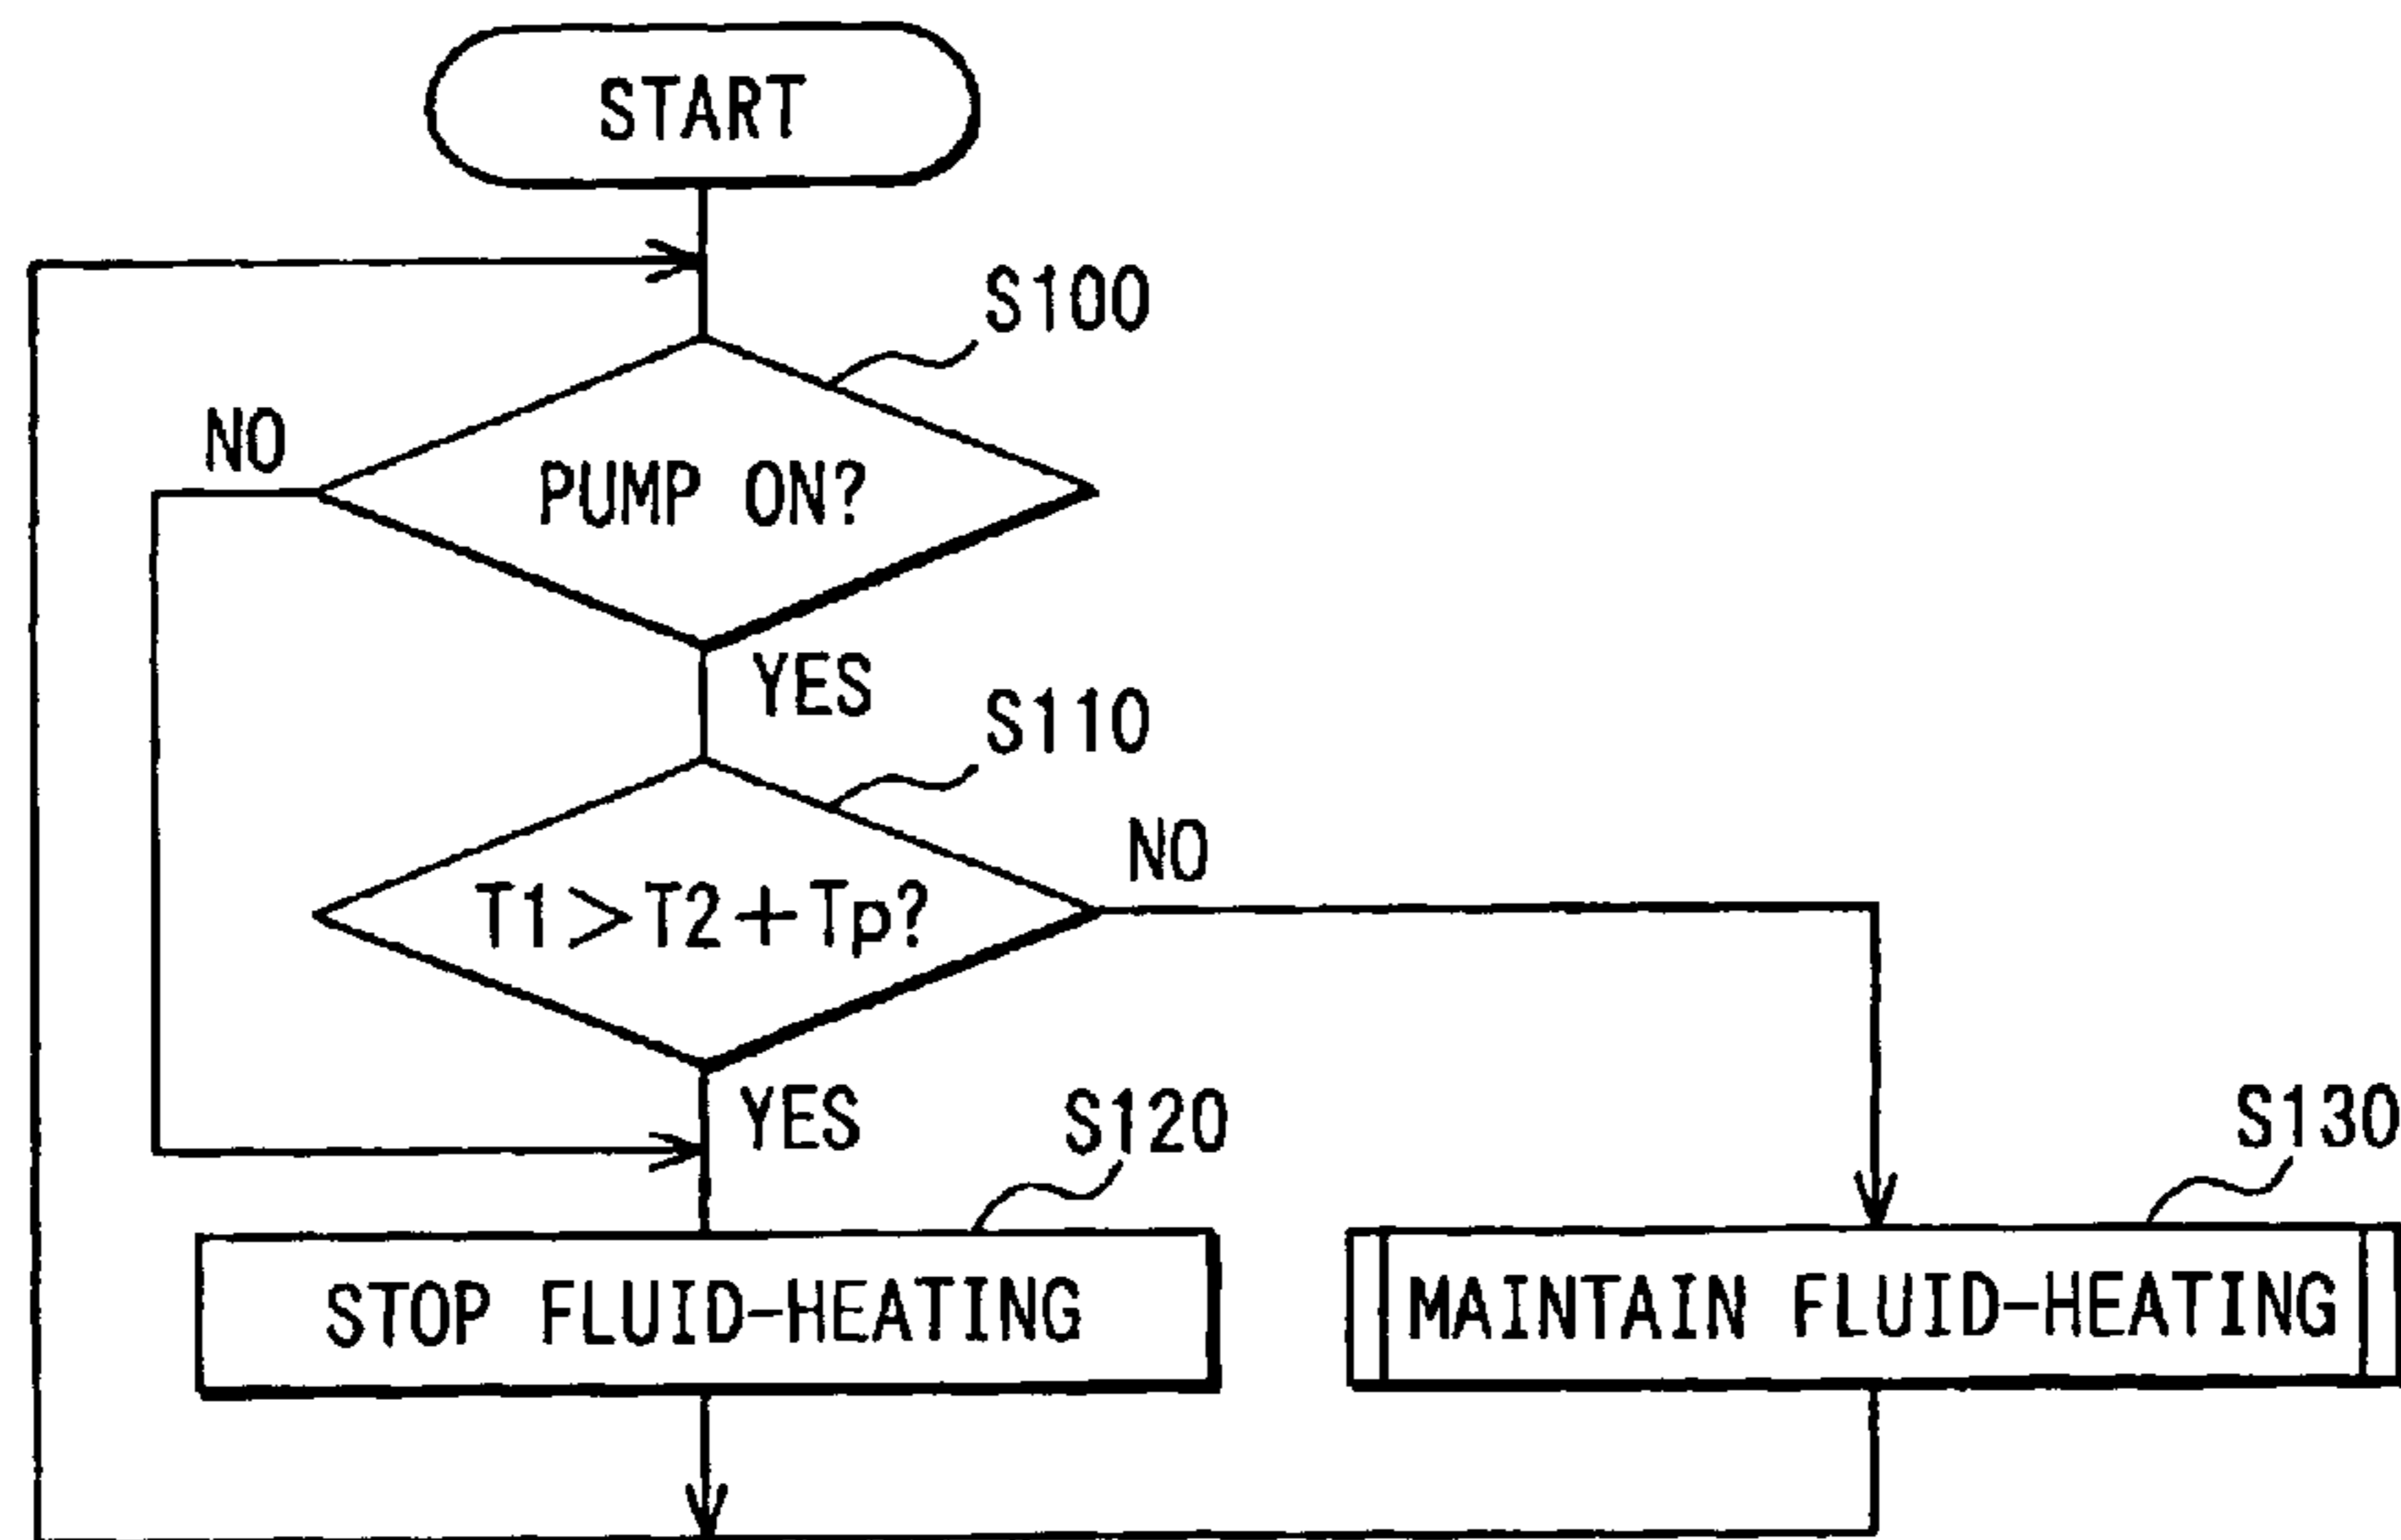 START
S100
NO
PUMP ON?
YES
S110
NO
T1>T2+Tp?
YES
S120
S130
STOP FLUID-HEATING
MAINTAIN FLUID-HEATING